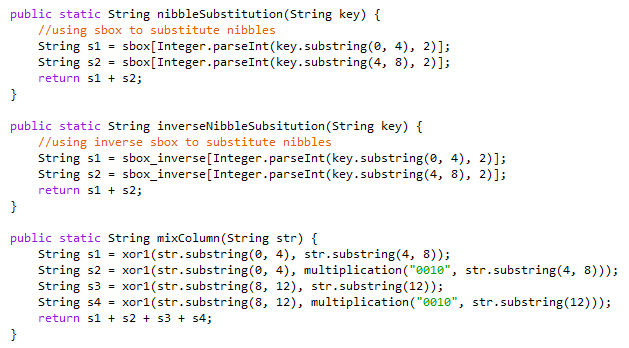 public static String nibbleSubstitution(String key) {
    //using sbox to substitute nibbles
    String s1 = sbox[Integer.parseInt(key.substring(0, 4), 2)];
    String s2 = sbox[Integer.parseInt(key.substring(4, 8), 2)];
    return s1 + s2;
}

public static String inverseNibbleSubsitution(String key) {
    //using inverse sbox to substitute nibbles
    String s1 = sbox_inverse[Integer.parseInt(key.substring(0, 4), 2)];
    String s2 = sbox_inverse[Integer.parseInt(key.substring(4, 8), 2)];
    return s1 + s2;
}

public static String mixColumn(String str) {
    String s1 = xor1(str.substring(0, 4), str.substring(4, 8));
    String s2 = xor1(str.substring(0, 4), multiplication("0010", str.substring(4, 8)));
    String s3 = xor1(str.substring(8, 12), str.substring(12));
    String s4 = xor1(str.substring(8, 12), multiplication("0010", str.substring(12)));
    return s1 + s2 + s3 + s4;
}